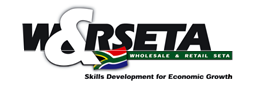 W&RSETA
WHOLESALE & RETAIL SETA
Skills Development for Economic Growth